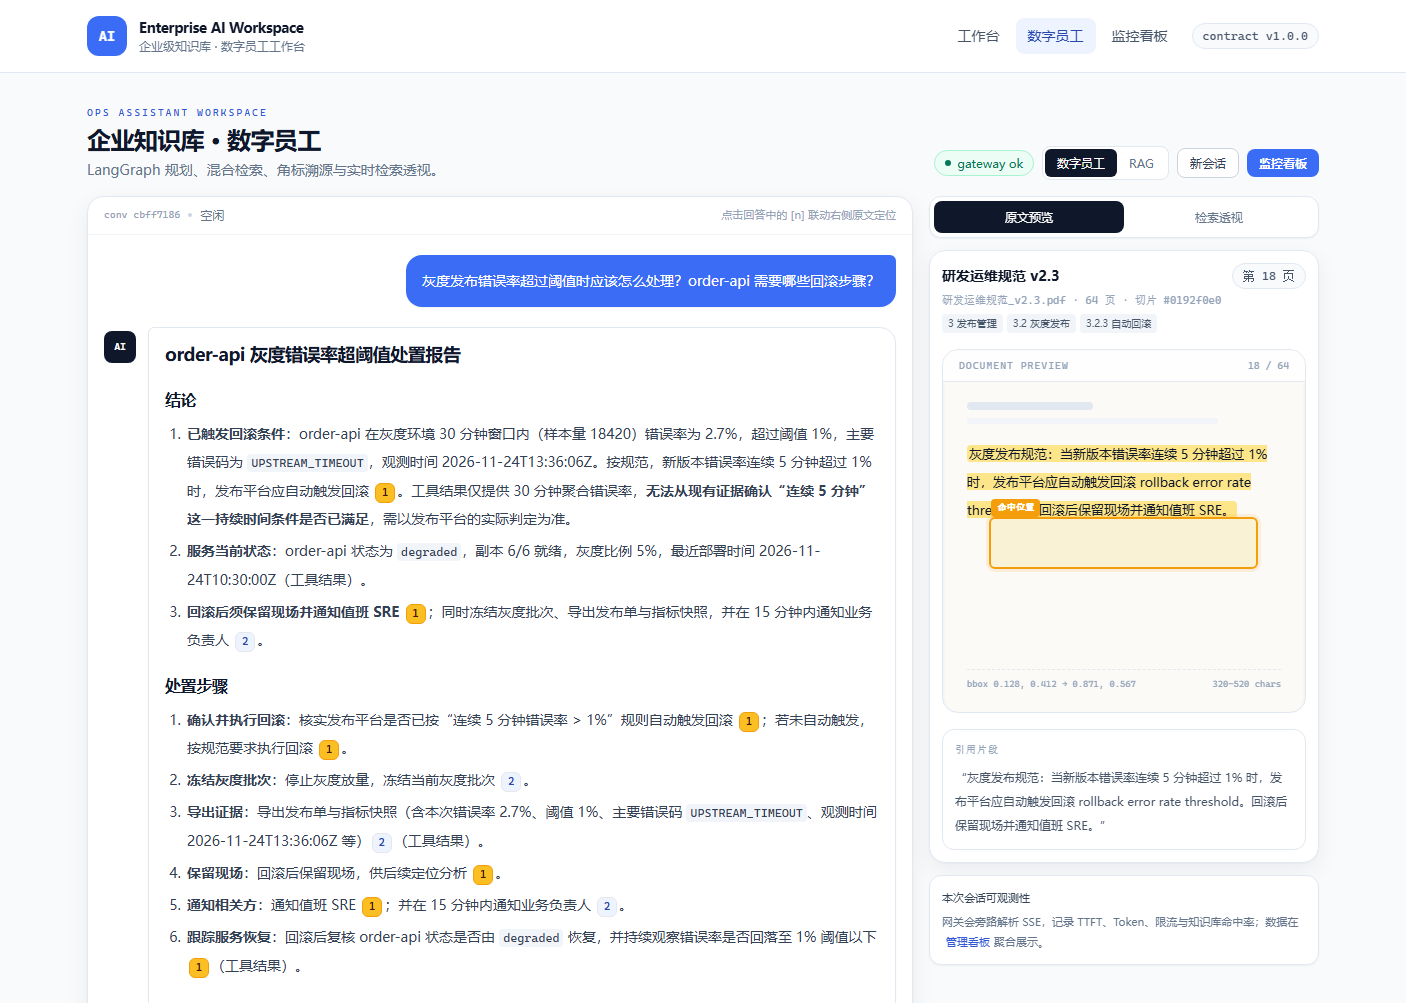 AI
Enterprise AI Workspace
企业级知识库 · 数字员工工作台
工作台
数字员工
监控看板
contract v1.0.0
OPS ASSISTANT WORKSPACE
企业知识库 · 数字员工
LangGraph 规划、混合检索、角标溯源与实时检索透视。
gateway ok
数字员工
RAG
新会话
监控看板
conv cbff7186 • 空闲
点击回答中的 [n] 联动右侧原文定位
灰度发布错误率超过阈值时应该怎么处理？order-api 需要哪些回滚步骤？
AI
order-api 灰度错误率超阈值处置报告
结论
1. 已触发回滚条件：order-api 在灰度环境 30 分钟窗口内（样本量 18420）错误率为 2.7%，超过阈值 1%，主要
错误码为 UPSTREAM_TIMEOUT，观测时间 2026-11-24T13:36:06Z。按规范，新版本错误率连续 5 分钟超过 1%
时，发布平台应自动触发回滚 1 。工具结果仅提供 30 分钟聚合错误率，无法从现有证据确认“连续 5 分钟”
这一持续时间条件是否已满足，需以发布平台的实际判定为准。
2. 服务当前状态：order-api 状态为 degraded，副本 6/6 就绪，灰度比例 5%，最近部署时间 2026-11-
24T10:30:00Z（工具结果）。
3. 回滚后须保留现场并通知值班 SRE 1 ；同时冻结灰度批次、导出发布单与指标快照，并在 15 分钟内通知业务
负责人 2 。
处置步骤
1. 确认并执行回滚：核实发布平台是否已按“连续 5 分钟错误率 > 1%”规则自动触发回滚 1 ；若未自动触发，
按规范要求执行回滚 1 。
2. 冻结灰度批次：停止灰度放量，冻结当前灰度批次 2 。
3. 导出证据：导出发布单与指标快照（含本次错误率 2.7%、阈值 1%、主要错误码 UPSTREAM_TIMEOUT、观测时间
2026-11-24T13:36:06Z 等） 2 （工具结果）。
4. 保留现场：回滚后保留现场，供后续定位分析 1 。
5. 通知相关方：通知值班 SRE 1 ；并在 15 分钟内通知业务负责人 2 。
6. 跟踪服务恢复：回滚后复核 order-api 状态是否由 degraded 恢复，并持续观察错误率是否回落至 1% 阈值以下
1 （工具结果）。
原文预览
检索透视
研发运维规范 v2.3
第 18 页
研发运维规范_v2.3.pdf · 64 页 · 切片 #0192f0e0
3 发布管理
3.2 灰度发布
3.2.3 自动回滚
DOCUMENT PREVIEW
18 / 64
灰度发布规范：当新版本错误率连续 5 分钟超过 1%
时，发布平台应自动触发回滚 rollback error rate
thre 回滚后保留现场并通知值班 SRE。
命中位置
bbox 0.128, 0.412 → 0.871, 0.567
320–520 chars
引用片段
“灰度发布规范：当新版本错误率连续 5 分钟超过 1% 时，发
布平台应自动触发回滚 rollback error rate threshold。回滚后
保留现场并通知值班 SRE。”
本次会话可观测性
网关会旁路解析 SSE，记录 TTFT、Token、限流与知识库命中率；数据在
管理看板 聚合展示。